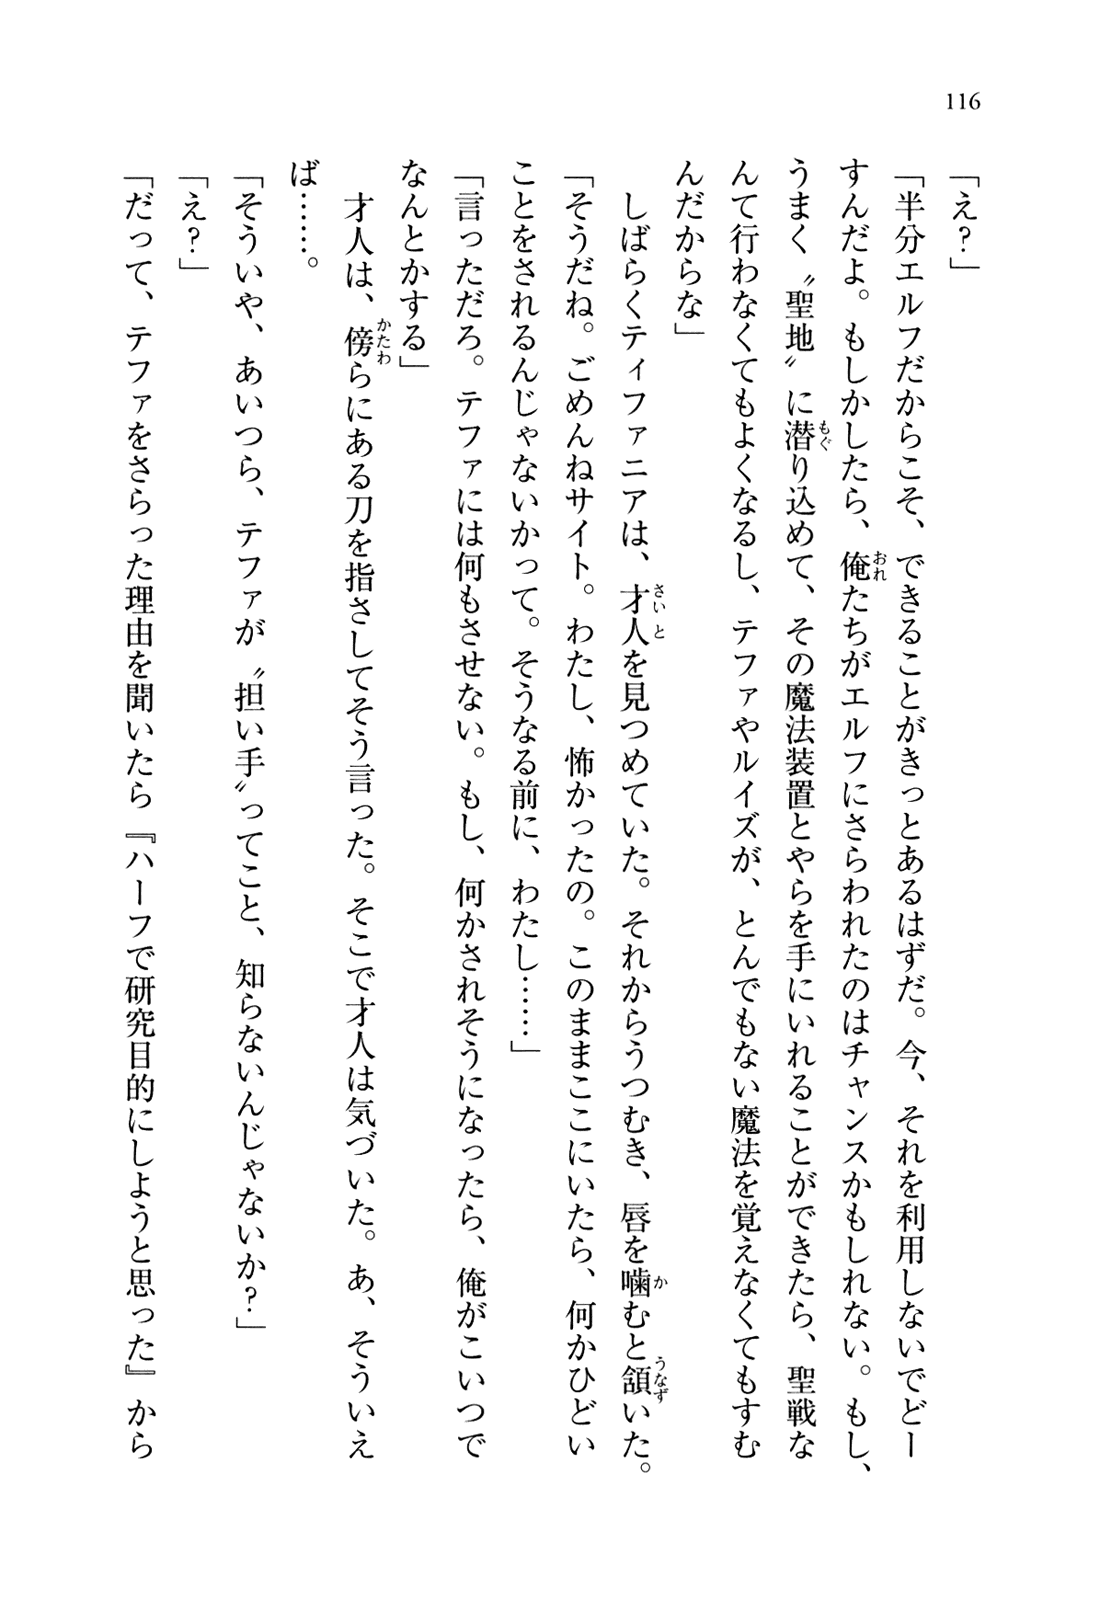 116
「え？」
「半分エルフだからこそ、できることがきっとあるはずだ。今、それを利用しないでどー
すんだよ。もしかしたら、俺たちがエルフにさらわれたのはチャンスかもしれない。もし、
うまく〝聖地〟に潜り込めて、その魔法装置とやらを手にいれることができたら、聖戦な
んて行わなくてもよくなるし、テファやルイズが、とんでもない魔法を覚えなくてもすむ
んだからな」
　しばらくティファニアは、才人を見つめていた。それからうつむき、唇を噛むと頷いた。
「そうだね。ごめんねサイト。わたし、怖かったの。このままここにいたら、何かひどい
ことをされるんじゃないかって。そうなる前に、わたし……」
「言っただろ。テファには何もさせない。もし、何かされそうになったら、俺がこいつで
なんとかする」
　才人は、傍らにある刀を指さしてそう言った。そこで才人は気づいた。あ、そういえ
ば……。
「そういや、あいつら、テファが〝担い手〟ってこと、知らないんじゃないか？」
「え？」
「だって、テファをさらった理由を聞いたら『ハーフで研究目的にしようと思った』から